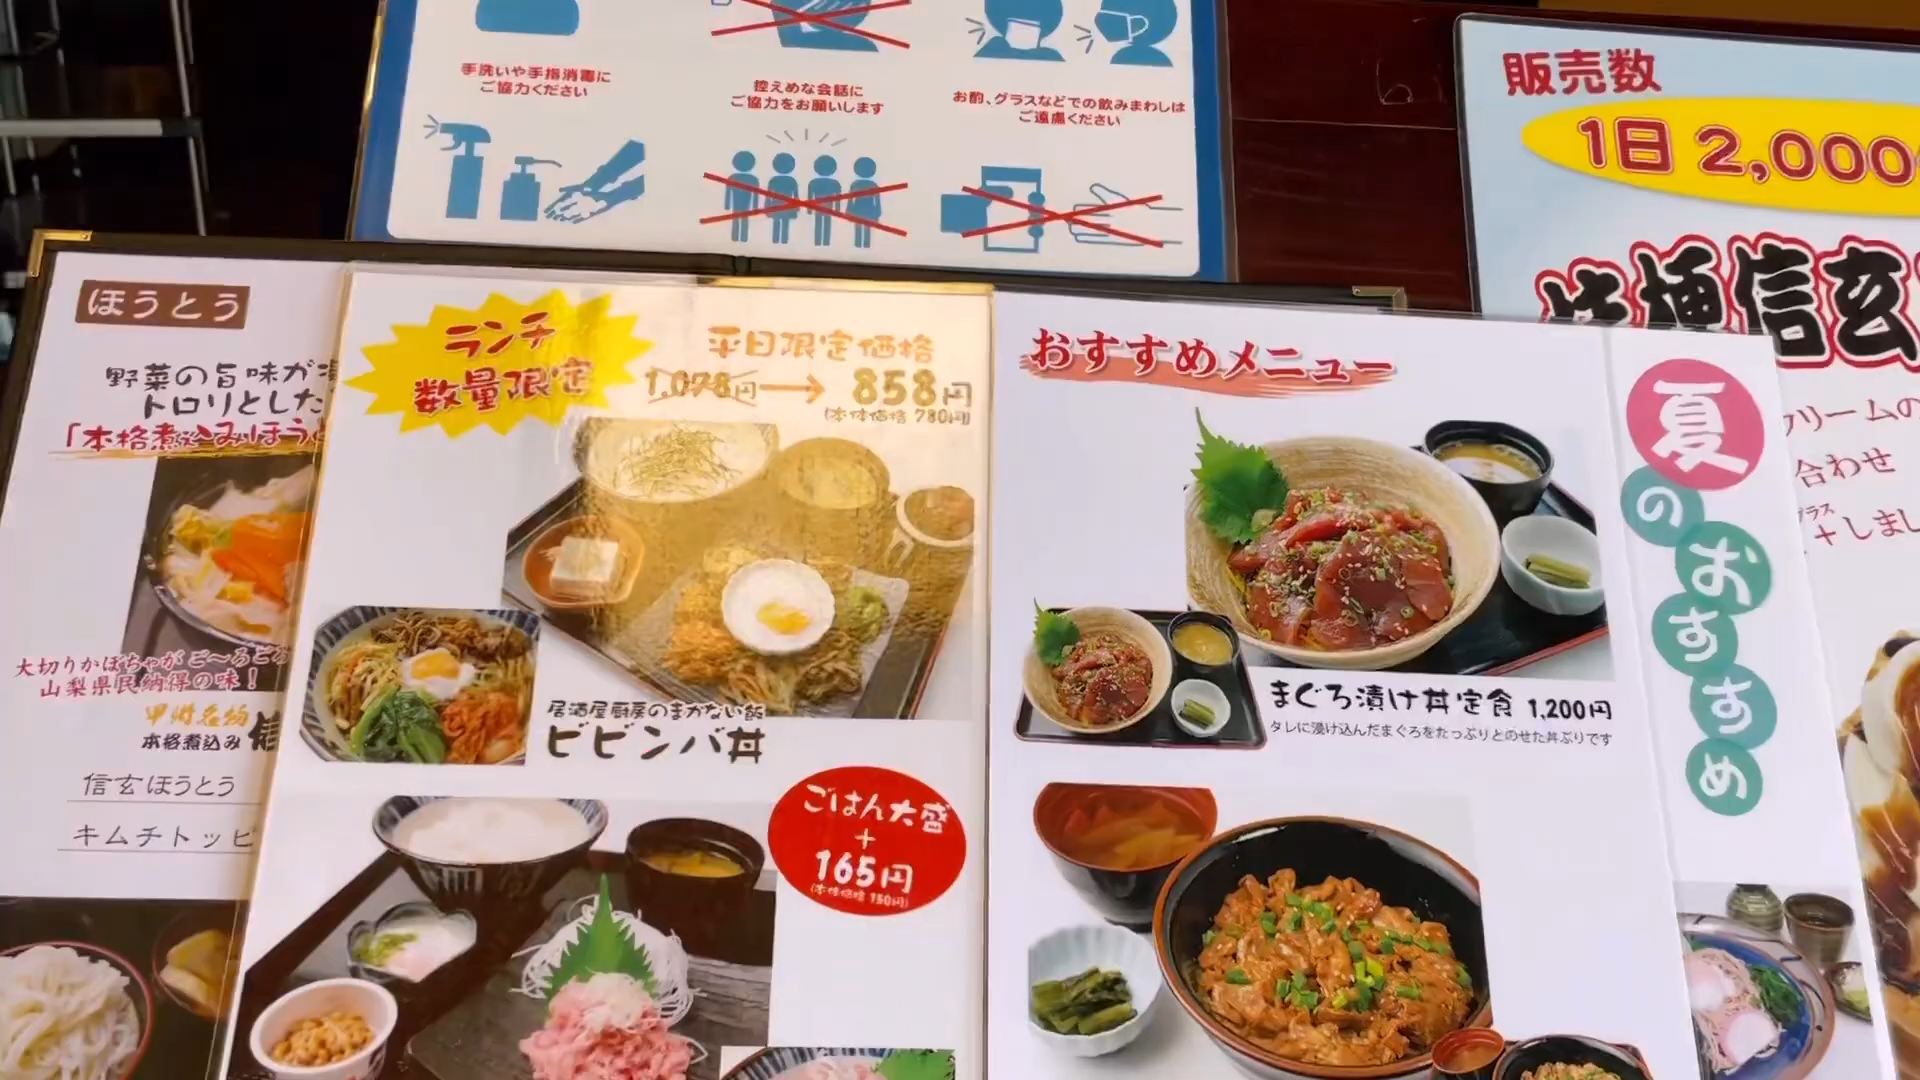 手洗いや手指消毒に
ご協力ください
控えめな会話に
ご協力をお願いします
お酌、グラスなどでの飲みまわしは
ご遠慮ください
販売数
1日 2,000
信玄
クリームの
合わせ
グラス
+しまし
ほうとう
野菜の旨味が
トロリとした
「本格煮込みほうと
大切りかぼちゃがご〜ろごろ
山梨県民納得の味!
甲州名物
本格煮込み 信
信玄ほうとう
キムチトッピ
ランチ
数量限定
平日限定価格
1,078円→858円
(本体価格 780円)
居酒屋厨房のまかない飯
ビビンバ丼
ごはん大盛
+
165円
(本体価格 150円)
おすすめメニュー
まぐろ漬け丼定食 1,200円
タレに浸け込んだまぐろをたっぷりとのせた丼ぶりです
夏のおすすめ